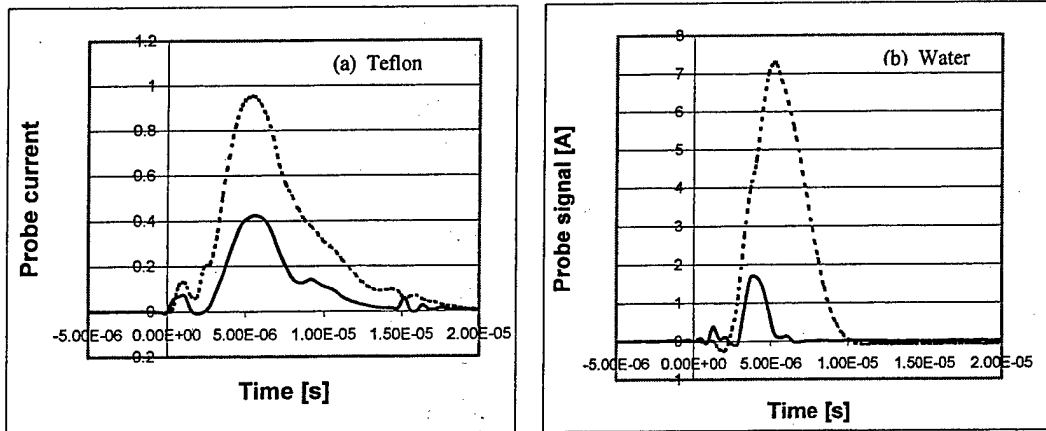 (a) Teflon
Probe current
1.2
1
0.8
0.6
0.4
0.2
0
0.2
-5.00E-06 0.00E+00 5.00E-06 1.00E-05 1.50E-05 2.00E-05
Time [s]
(b) Water
Probe signal [A]
8
7
6
5
4
3
2
1
0
1
-5.00E-06 0.00E+00 5.00E-06 1.00E-05 1.50E-05 2.00E-05
Time [s]